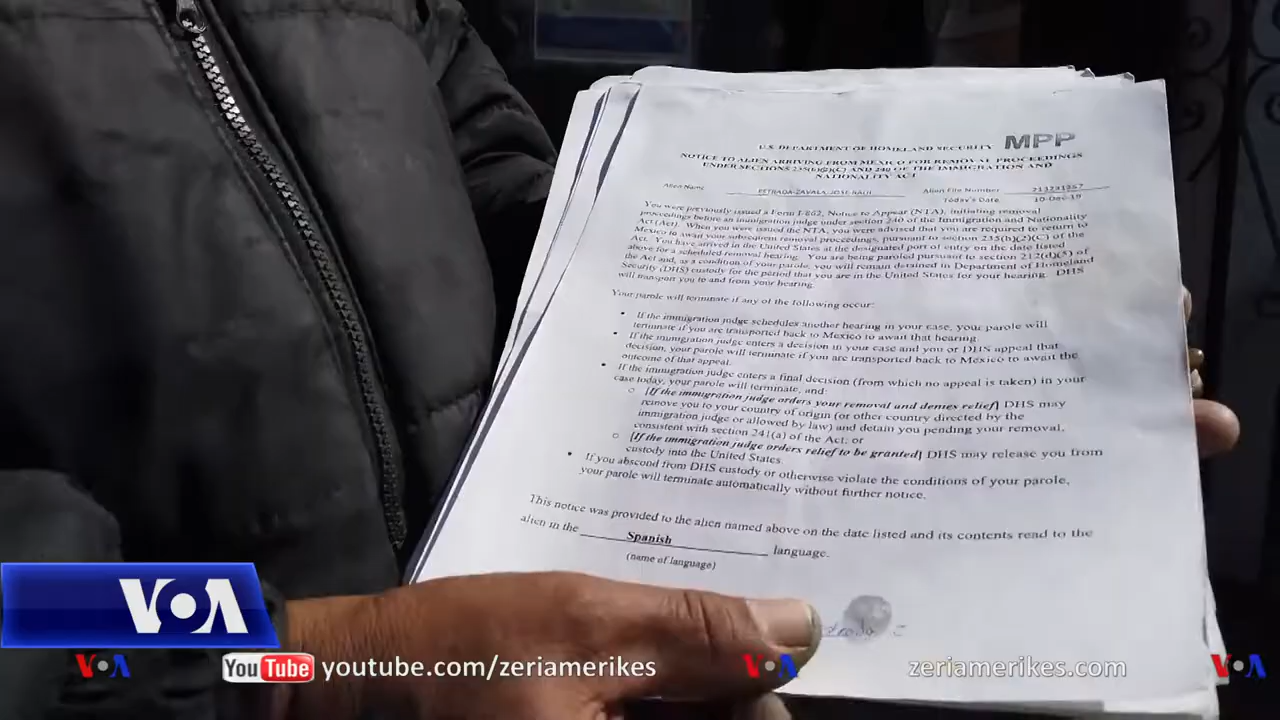 MPP
U.S. DEPARTMENT OF HOMELAND SECURITY
NOTICE TO ALIEN ARRIVING FROM MEXICO FOR REMOVAL PROCEEDINGS
UNDER SECTIONS 235(b)(2)(C) AND 240 OF THE IMMIGRATION AND
NATIONALITY ACT
Alien Name Alien File Number
Today's Date 10-Dec-19
You were previously issued a Form I-862, Notice to Appear (NTA), initiating removal
proceedings before an immigration judge under section 240 of the Immigration and Nationality
Act (Act). When you were issued the NTA, you were advised that you are required to return to
Mexico to await your subsequent removal proceedings, pursuant to section 235(b)(2)(C) of the
Act. You have arrived in the United States at the designated port of entry on the date listed
above for a scheduled removal hearing. You are being paroled pursuant to section 212(d)(5) of
the Act and, as a condition of your parole, you will remain detained in Department of Homeland
Security (DHS) custody for the period that you are in the United States for your hearing. DHS
will transport you to and from your hearing.
Your parole will terminate if any of the following occur:
• If the immigration judge schedules another hearing in your case, your parole will
terminate if you are transported back to Mexico to await that hearing.
• If the immigration judge enters a decision in your case and you or DHS appeal that
decision, your parole will terminate if you are transported back to Mexico to await the
outcome of that appeal.
• If the immigration judge enters a final decision (from which no appeal is taken) in your
case today, your parole will terminate, and:
○ [If the immigration judge orders your removal and denies relief] DHS may
remove you to your country of origin (or other country directed by the
immigration judge or allowed by law) and detain you pending your removal,
consistent with section 241(a) of the Act; or
○ [If the immigration judge orders relief to be granted] DHS may release you from
custody into the United States.
• If you abscond from DHS custody or otherwise violate the conditions of your parole,
your parole will terminate automatically without further notice.
This notice was provided to the alien named above on the date listed and its contents read to the
alien in the Spanish language.
(name of language)
VOA
VOA YouTube youtube.com/zeriamerikes VOA zeriamerikes.com VOA